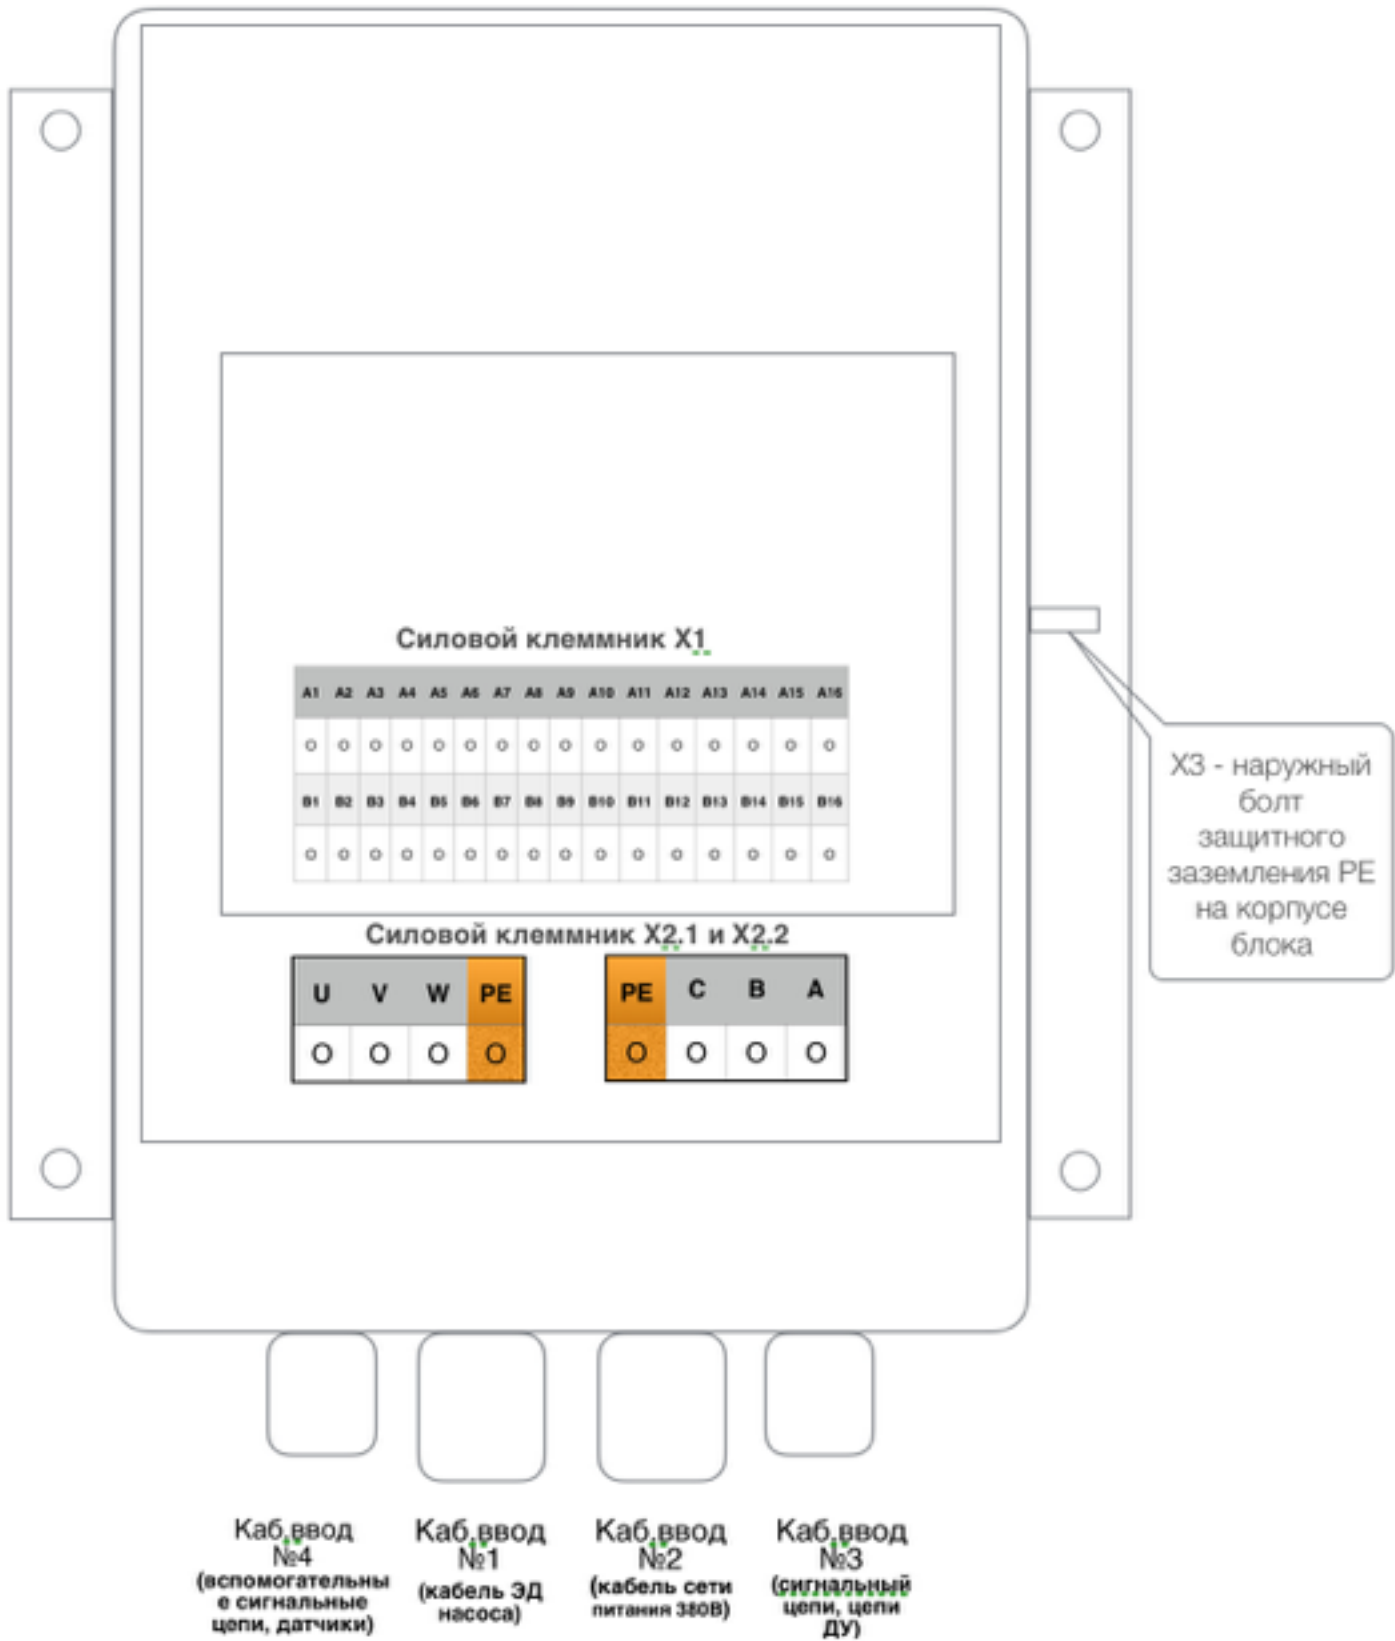 Силовой клеммник X1
A1 A2 A3 A4 A5 A6 A7 A8 A9 A10 A11 A12 A13 A14 A15 A16
O O O O O O O O O O O O O O O O
B1 B2 B3 B4 B5 B6 B7 B8 B9 B10 B11 B12 B13 B14 B15 B16
O O O O O O O O O O O O O O O O
Силовой клеммник X2.1 и X2.2
U V W PE
O O O O
PE C B A
O O O O
X3 - наружный
болт
защитного
заземления PE
на корпусе
блока
Каб.ввод
№4
(вспомогательны
е сигнальные
цепи, датчики)
Каб.ввод
№1
(кабель ЭД
насоса)
Каб.ввод
№2
(кабель сети
питания 380В)
Каб.ввод
№3
(сигнальный
цепи, цепи
ДУ)